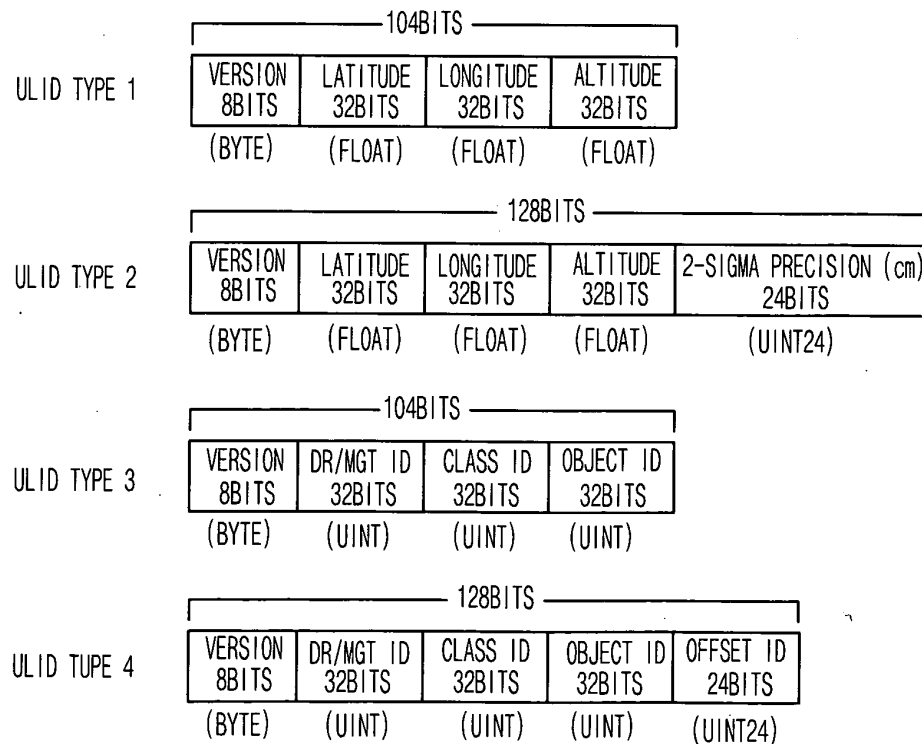 104BITS
ULID TYPE 1
VERSION LATITUDE LONGITUDE ALTITUDE
8BITS 32BITS 32BITS 32BITS
(BYTE) (FLOAT) (FLOAT) (FLOAT)
128BITS
ULID TYPE 2
VERSION LATITUDE LONGITUDE ALTITUDE 2-SIGMA PRECISION (cm)
8BITS 32BITS 32BITS 32BITS 24BITS
(BYTE) (FLOAT) (FLOAT) (FLOAT) (UINT24)
104BITS
ULID TYPE 3
VERSION DR/MGT ID CLASS ID OBJECT ID
8BITS 32BITS 32BITS 32BITS
(BYTE) (UINT) (UINT) (UINT)
128BITS
ULID TUPE 4
VERSION DR/MGT ID CLASS ID OBJECT ID OFFSET ID
8BITS 32BITS 32BITS 32BITS 24BITS
(BYTE) (UINT) (UINT) (UINT) (UINT24)